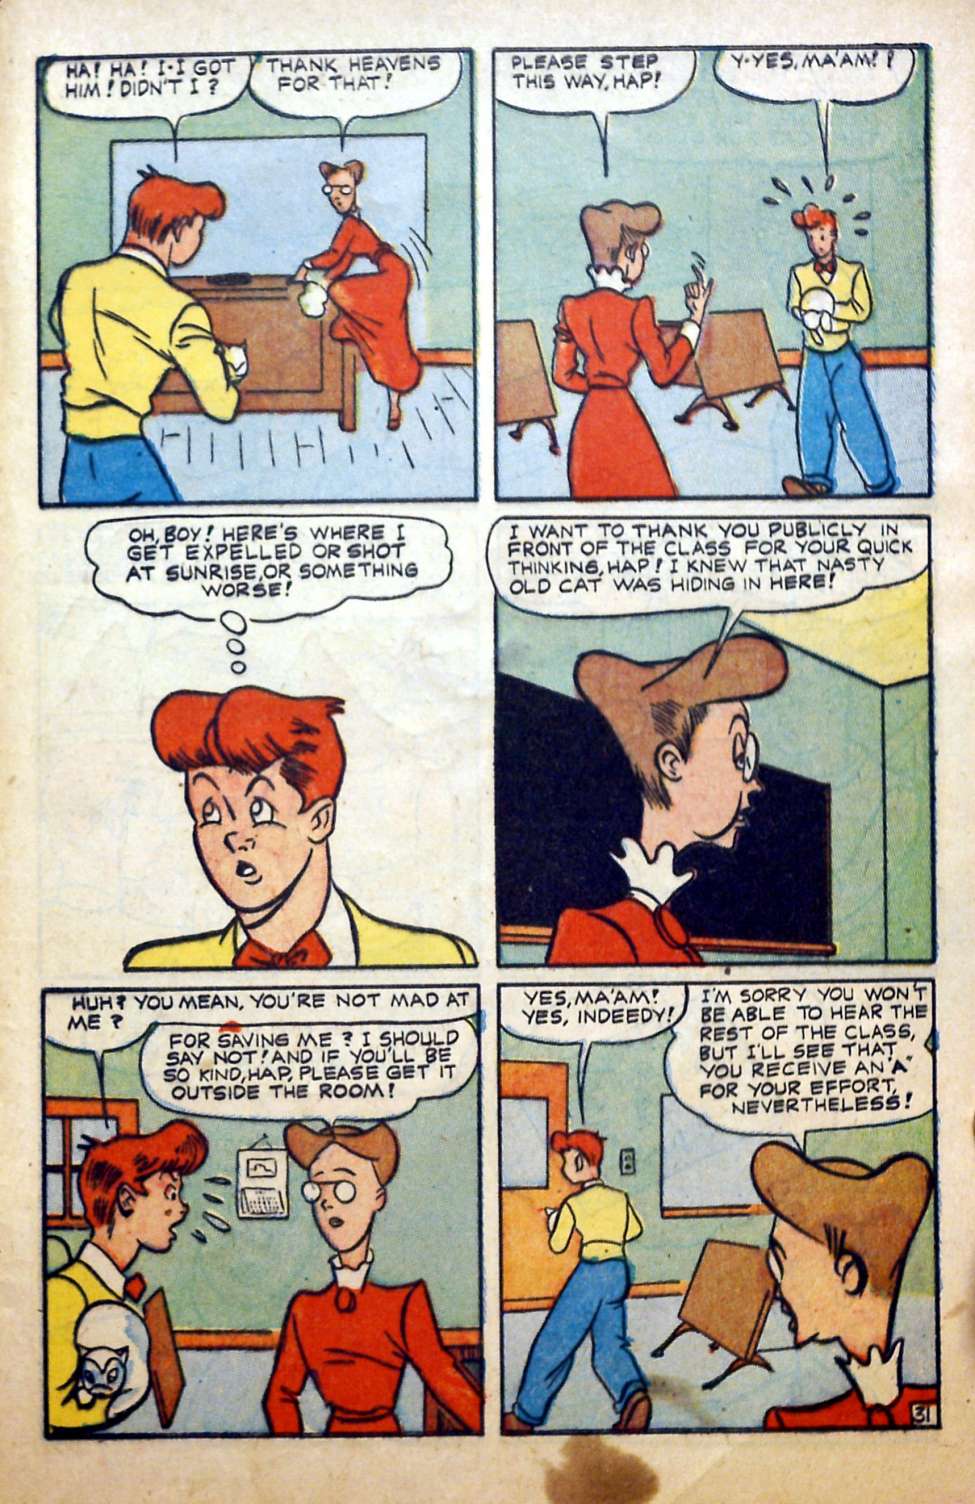 HA! HA! I-I GOT
HIM! DIDN'T I?
THANK HEAVENS
FOR THAT!
PLEASE STEP
THIS WAY, HAP!
Y-YES, MA'AM!?
OH, BOY! HERE'S WHERE I
GET EXPELLED OR SHOT
AT SUNRISE, OR SOMETHING
WORSE!
I WANT TO THANK YOU PUBLICLY IN
FRONT OF THE CLASS FOR YOUR QUICK
THINKING, HAP! I KNEW THAT NASTY
OLD CAT WAS HIDING IN HERE!
HUH? YOU MEAN, YOU'RE NOT MAD AT
ME?
FOR SAVING ME? I SHOULD
SAY NOT! AND IF YOU'LL BE
SO KIND, HAP, PLEASE GET IT
OUTSIDE THE ROOM!
YES, MA'AM!
YES, INDEEDY!
I'M SORRY YOU WON'T
BE ABLE TO HEAR THE
REST OF THE CLASS,
BUT I'LL SEE THAT
YOU RECEIVE AN "A"
FOR YOUR EFFORT,
NEVERTHELESS!
31